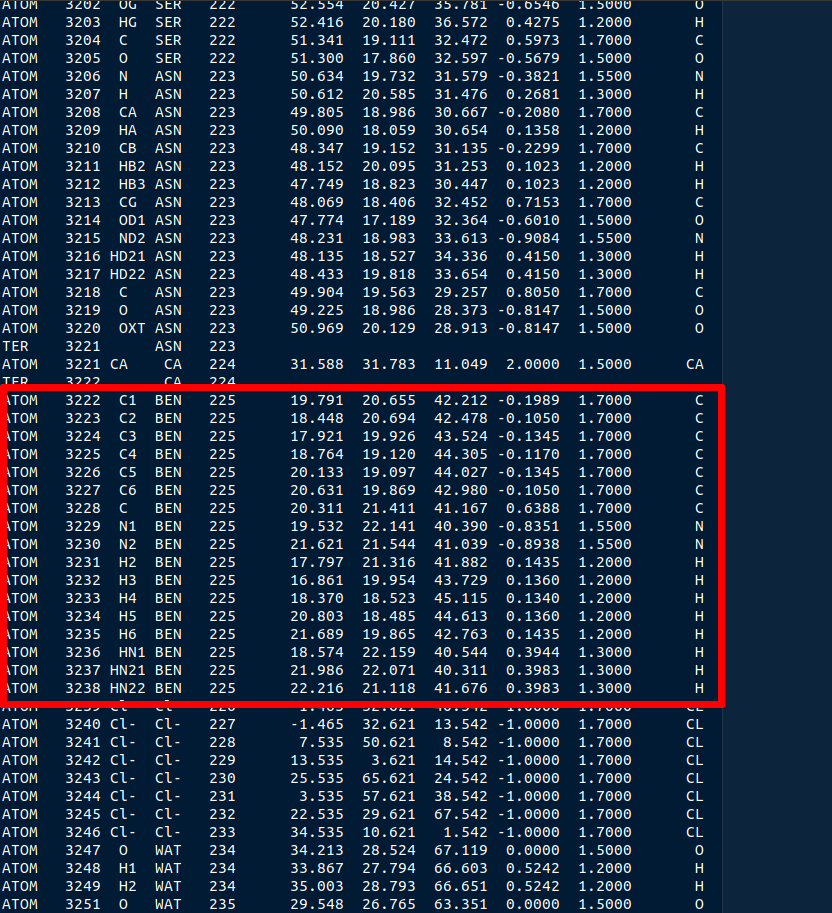 ATOM   3202  OG  SER   222      52.554  20.427  35.781 -0.6546  1.5000       O
ATOM   3203  HG  SER   222      52.416  20.180  36.572  0.4275  1.2000       H
ATOM   3204  C   SER   222      51.341  19.111  32.472  0.5973  1.7000       C
ATOM   3205  O   SER   222      51.300  17.860  32.597 -0.5679  1.5000       O
ATOM   3206  N   ASN   223      50.634  19.732  31.579 -0.3821  1.5500       N
ATOM   3207  H   ASN   223      50.612  20.585  31.476  0.2681  1.3000       H
ATOM   3208  CA  ASN   223      49.805  18.986  30.667 -0.2080  1.7000       C
ATOM   3209  HA  ASN   223      50.090  18.059  30.654  0.1358  1.2000       H
ATOM   3210  CB  ASN   223      48.347  19.152  31.135 -0.2299  1.7000       C
ATOM   3211  HB2 ASN   223      48.152  20.095  31.253  0.1023  1.2000       H
ATOM   3212  HB3 ASN   223      47.749  18.823  30.447  0.1023  1.2000       H
ATOM   3213  CG  ASN   223      48.069  18.406  32.452  0.7153  1.7000       C
ATOM   3214  OD1 ASN   223      47.774  17.189  32.364 -0.6010  1.5000       O
ATOM   3215  ND2 ASN   223      48.231  18.983  33.613 -0.9084  1.5500       N
ATOM   3216 HD21 ASN   223      48.135  18.527  34.336  0.4150  1.3000       H
ATOM   3217 HD22 ASN   223      48.433  19.818  33.654  0.4150  1.3000       H
ATOM   3218  C   ASN   223      49.904  19.563  29.257  0.8050  1.7000       C
ATOM   3219  O   ASN   223      49.225  18.986  28.373 -0.8147  1.5000       O
ATOM   3220  OXT ASN   223      50.969  20.129  28.913 -0.8147  1.5000       O
TER    3221      ASN   223
ATOM   3221 CA    CA   224      31.588  31.783  11.049  2.0000  1.5000      CA
TER    3222       CA   224
ATOM   3222  C1  BEN   225      19.791  20.655  42.212 -0.1989  1.7000       C
ATOM   3223  C2  BEN   225      18.448  20.694  42.478 -0.1050  1.7000       C
ATOM   3224  C3  BEN   225      17.921  19.926  43.524 -0.1345  1.7000       C
ATOM   3225  C4  BEN   225      18.764  19.120  44.305 -0.1170  1.7000       C
ATOM   3226  C5  BEN   225      20.133  19.097  44.027 -0.1345  1.7000       C
ATOM   3227  C6  BEN   225      20.631  19.869  42.980 -0.1050  1.7000       C
ATOM   3228  C   BEN   225      20.311  21.411  41.167  0.6388  1.7000       C
ATOM   3229  N1  BEN   225      19.532  22.141  40.390 -0.8351  1.5500       N
ATOM   3230  N2  BEN   225      21.621  21.544  41.039 -0.8938  1.5500       N
ATOM   3231  H2  BEN   225      17.797  21.316  41.882  0.1435  1.2000       H
ATOM   3232  H3  BEN   225      16.861  19.954  43.729  0.1360  1.2000       H
ATOM   3233  H4  BEN   225      18.370  18.523  45.115  0.1340  1.2000       H
ATOM   3234  H5  BEN   225      20.803  18.485  44.613  0.1360  1.2000       H
ATOM   3235  H6  BEN   225      21.689  19.865  42.763  0.1435  1.2000       H
ATOM   3236  HN1 BEN   225      18.574  22.159  40.544  0.3944  1.3000       H
ATOM   3237 HN21 BEN   225      21.986  22.071  40.311  0.3983  1.3000       H
ATOM   3238 HN22 BEN   225      22.216  21.118  41.676  0.3983  1.3000       H
ATOM   3239 Cl-  Cl-   226
ATOM   3240 Cl-  Cl-   227      -1.465  32.621  13.542 -1.0000  1.7000      CL
ATOM   3241 Cl-  Cl-   228       7.535  50.621   8.542 -1.0000  1.7000      CL
ATOM   3242 Cl-  Cl-   229      13.535   3.621  14.542 -1.0000  1.7000      CL
ATOM   3243 Cl-  Cl-   230      25.535  65.621  24.542 -1.0000  1.7000      CL
ATOM   3244 Cl-  Cl-   231       3.535  57.621  38.542 -1.0000  1.7000      CL
ATOM   3245 Cl-  Cl-   232      22.535  29.621  67.542 -1.0000  1.7000      CL
ATOM   3246 Cl-  Cl-   233      34.535  10.621   1.542 -1.0000  1.7000      CL
ATOM   3247  O   WAT   234      34.213  28.524  67.119  0.0000  1.5000       O
ATOM   3248  H1  WAT   234      33.867  27.794  66.603  0.5242  1.2000       H
ATOM   3249  H2  WAT   234      35.003  28.793  66.651  0.5242  1.2000       H
ATOM   3251  O   WAT   235      29.548  26.765  63.351  0.0000  1.5000       O